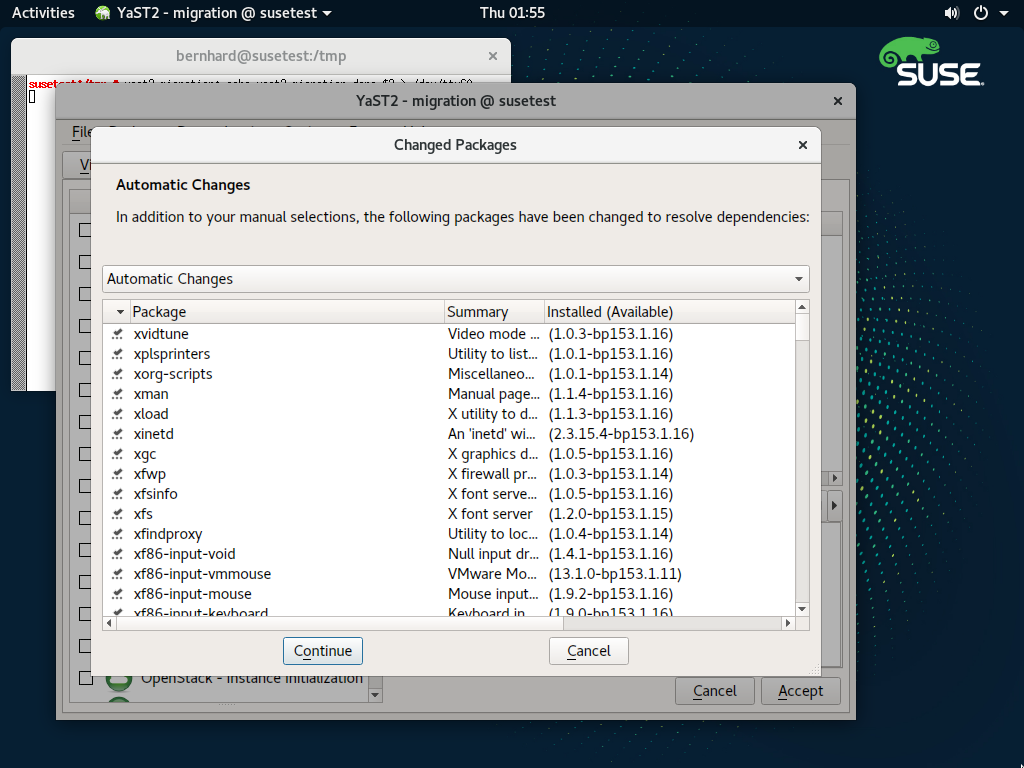 Activities YaST2 - migration @ susetest Thu 01:55
bernhard@susetest:/tmp
SUSE
YaST2 - migration @ susetest
File
Changed Packages
Automatic Changes
In addition to your manual selections, the following packages have been changed to resolve dependencies:
Automatic Changes
Package Summary Installed (Available)
xvidtune Video mode ... (1.0.3-bp153.1.16)
xplsprinters Utility to list... (1.0.1-bp153.1.16)
xorg-scripts Miscellaneo... (1.0.1-bp153.1.14)
xman Manual page... (1.1.4-bp153.1.16)
xload X utility to d... (1.1.3-bp153.1.16)
xinetd An 'inetd' wi... (2.3.15.4-bp153.1.16)
xgc X graphics d... (1.0.5-bp153.1.16)
xfwp X firewall pr... (1.0.3-bp153.1.14)
xfsinfo X font serve... (1.0.5-bp153.1.16)
xfs X font server (1.2.0-bp153.1.15)
xfindproxy Utility to loc... (1.0.4-bp153.1.14)
xf86-input-void Null input dr... (1.4.1-bp153.1.16)
xf86-input-vmmouse VMware Mo... (13.1.0-bp153.1.11)
xf86-input-mouse Mouse input... (1.9.2-bp153.1.16)
xf86-input-keyboard Keyboard in... (1.9.0-bp153.1.16)
Continue Cancel
OpenStack - Instance Initialization
Cancel Accept